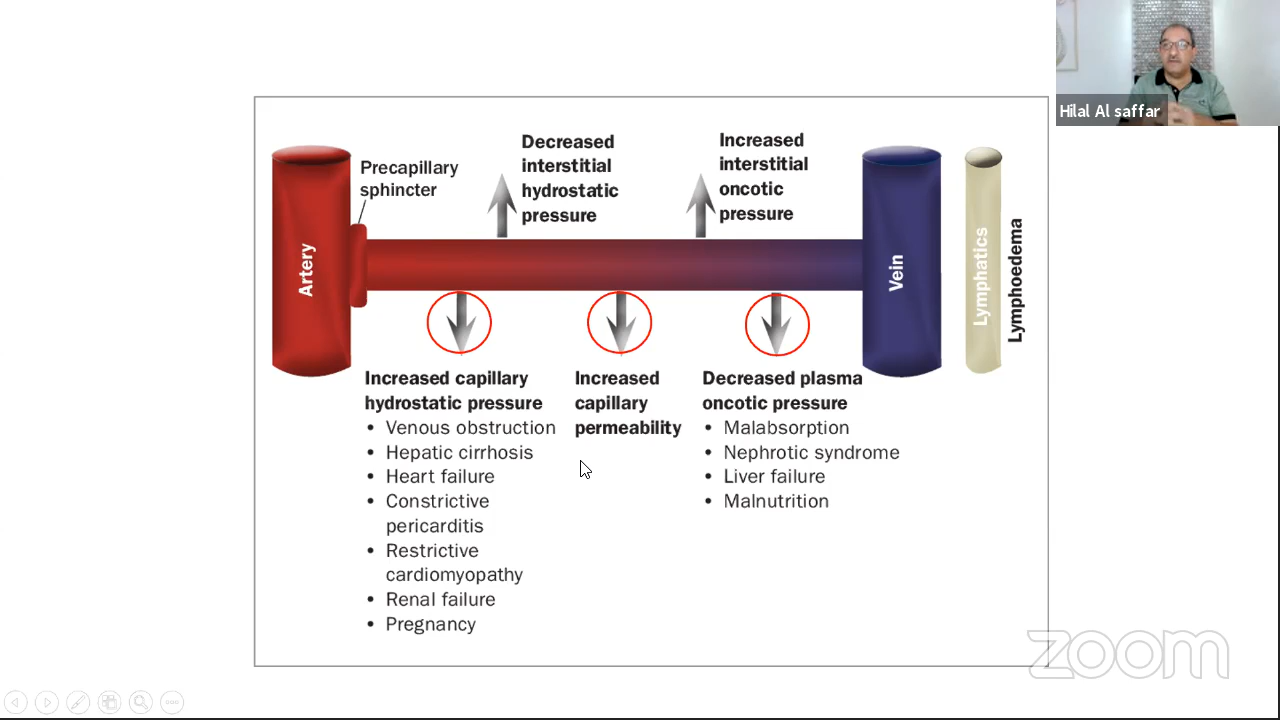 Hilal Al saffar
Precapillary
sphincter
Decreased
interstitial
hydrostatic
pressure
Increased
interstitial
oncotic
pressure
Artery
Vein
Lymphatics
Lymphoedema
Increased capillary
hydrostatic pressure
• Venous obstruction
• Hepatic cirrhosis
• Heart failure
• Constrictive
pericarditis
• Restrictive
cardiomyopathy
• Renal failure
• Pregnancy
Increased
capillary
permeability
Decreased plasma
oncotic pressure
• Malabsorption
• Nephrotic syndrome
• Liver failure
• Malnutrition
zoom